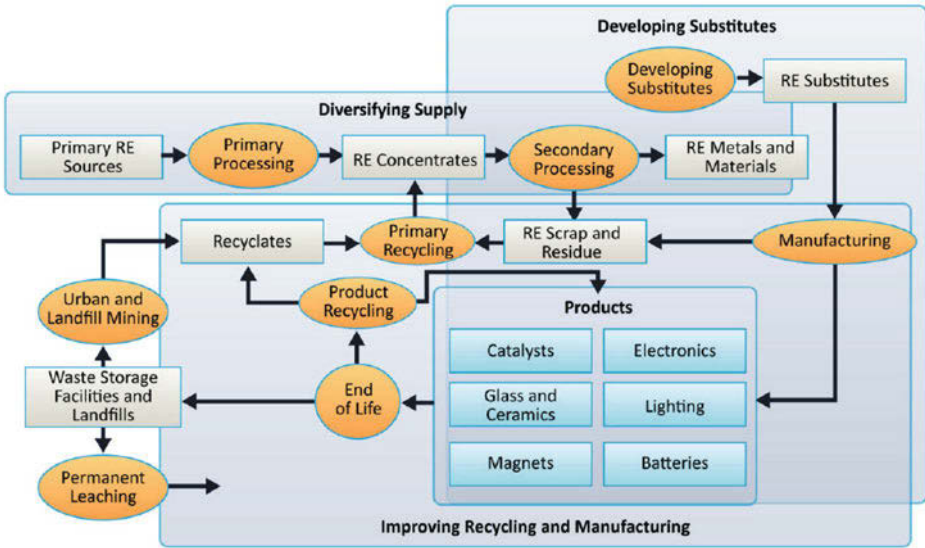 Developing Substitutes
Developing
Substitutes
RE Substitutes
Diversifying Supply
Primary RE
Sources
Primary
Processing
RE Concentrates
Secondary
Processing
RE Metals and
Materials
Recyclates
Primary
Recycling
RE Scrap and
Residue
Manufacturing
Urban and
Landfill Mining
Product
Recycling
Products
Catalysts
Electronics
Waste Storage
Facilities and
Landfills
End
of Life
Glass and
Ceramics
Lighting
Permanent
Leaching
Magnets
Batteries
Improving Recycling and Manufacturing